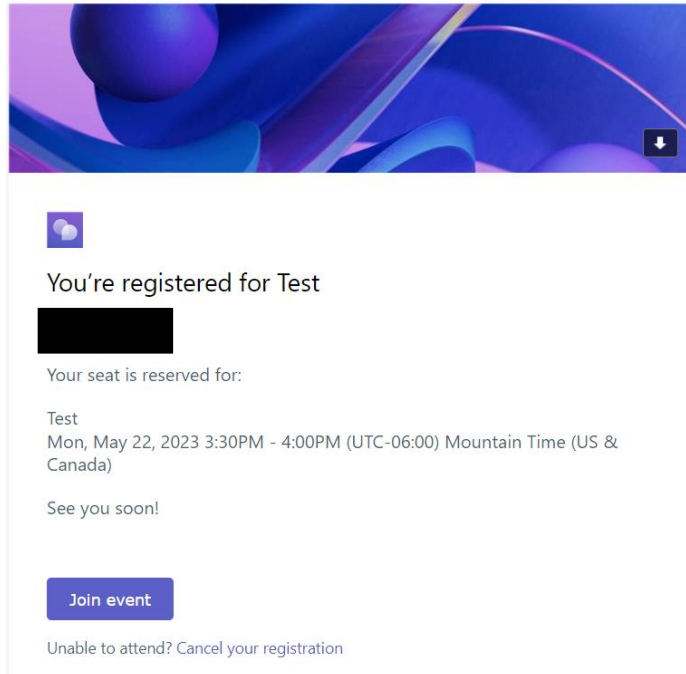 You’re registered for Test
Your seat is reserved for:
Test
Mon, May 22, 2023 3:30PM - 4:00PM (UTC-06:00) Mountain Time (US &
Canada)
See you soon!
Join event
Unable to attend? Cancel your registration